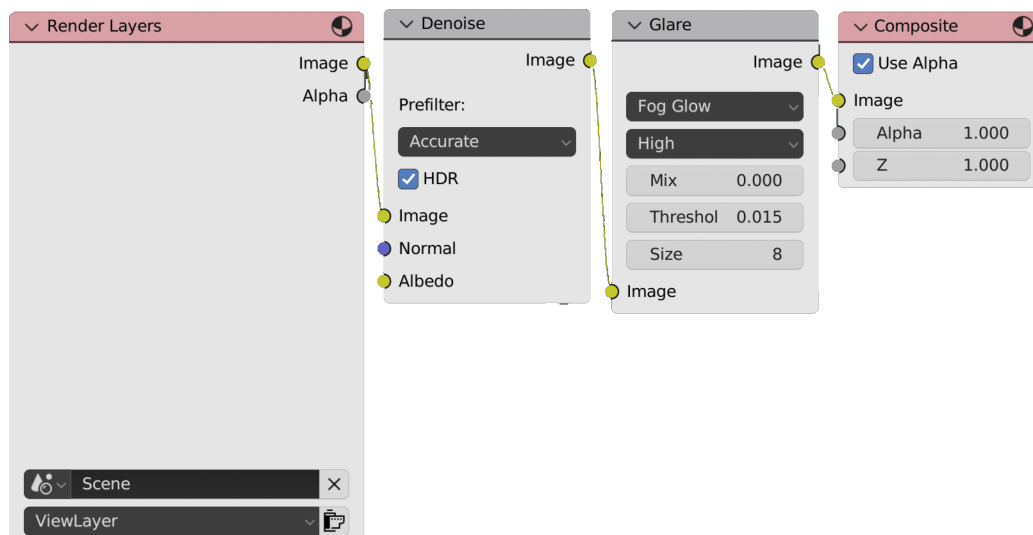 Render Layers
Image
Alpha
Scene
ViewLayer
Denoise
Image
Prefilter:
Accurate
HDR
Image
Normal
Albedo
Glare
Image
Fog Glow
High
Mix 0.000
Threshol 0.015
Size 8
Image
Composite
Use Alpha
Image
Alpha 1.000
Z 1.000